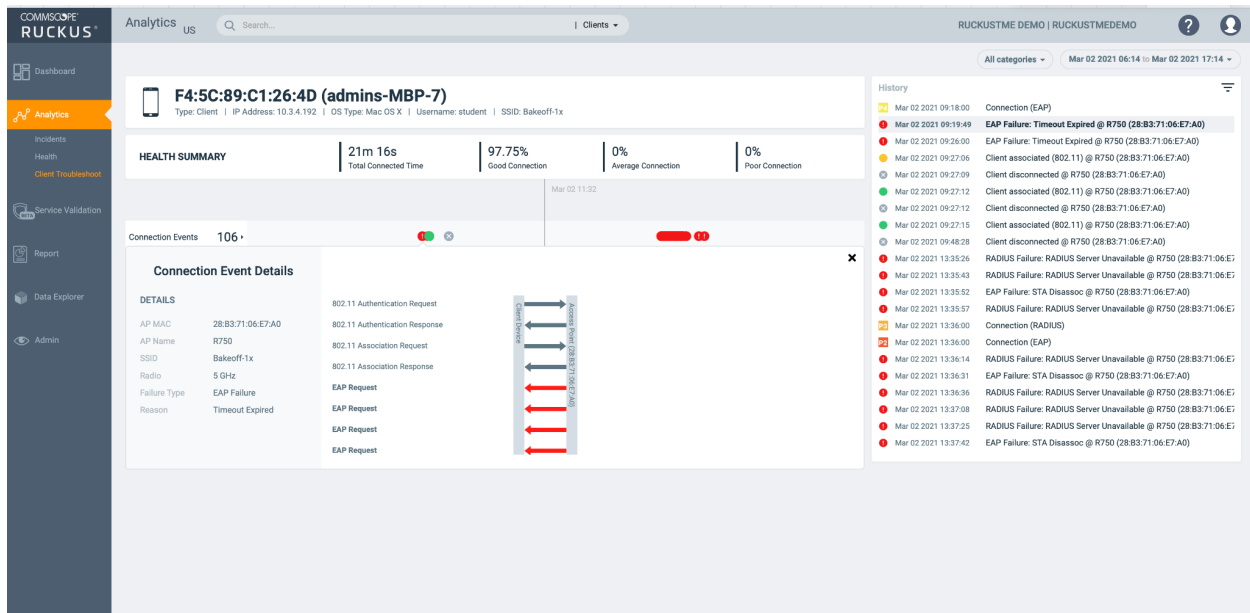 COMMSCOPE®
RUCKUS®
Analytics US
Search...
| Clients
RUCKUSTME DEMO | RUCKUSTMEDEMO
?
Dashboard
Analytics
Incidents
Health
Client Troubleshoot
Service Validation
BETA
Report
Data Explorer
Admin
All categories
Mar 02 2021 06:14 to Mar 02 2021 17:14
F4:5C:89:C1:26:4D (admins-MBP-7)
Type: Client | IP Address: 10.3.4.192 | OS Type: Mac OS X | Username: student | SSID: Bakeoff-1x
HEALTH SUMMARY
21m 16s
Total Connected Time
97.75%
Good Connection
0%
Average Connection
0%
Poor Connection
Mar 02 11:32
Connection Events 106
Connection Event Details
DETAILS
AP MAC 28:B3:71:06:E7:A0
AP Name R750
SSID Bakeoff-1x
Radio 5 GHz
Failure Type EAP Failure
Reason Timeout Expired
802.11 Authentication Request
802.11 Authentication Response
802.11 Association Request
802.11 Association Response
EAP Request
EAP Request
EAP Request
EAP Request
Client Device
Access Point (28:B3:71:06:E7:A0)
History
Mar 02 2021 09:18:00 Connection (EAP)
Mar 02 2021 09:19:49 EAP Failure: Timeout Expired @ R750 (28:B3:71:06:E7:A0)
Mar 02 2021 09:26:00 EAP Failure: Timeout Expired @ R750 (28:B3:71:06:E7:A0)
Mar 02 2021 09:27:06 Client associated (802.11) @ R750 (28:B3:71:06:E7:A0)
Mar 02 2021 09:27:09 Client disconnected @ R750 (28:B3:71:06:E7:A0)
Mar 02 2021 09:27:12 Client associated (802.11) @ R750 (28:B3:71:06:E7:A0)
Mar 02 2021 09:27:12 Client disconnected @ R750 (28:B3:71:06:E7:A0)
Mar 02 2021 09:27:15 Client associated (802.11) @ R750 (28:B3:71:06:E7:A0)
Mar 02 2021 09:48:28 Client disconnected @ R750 (28:B3:71:06:E7:A0)
Mar 02 2021 13:35:26 RADIUS Failure: RADIUS Server Unavailable @ R750 (28:B3:71:06:E7
Mar 02 2021 13:35:43 RADIUS Failure: RADIUS Server Unavailable @ R750 (28:B3:71:06:E7
Mar 02 2021 13:35:52 EAP Failure: STA Disassoc @ R750 (28:B3:71:06:E7:A0)
Mar 02 2021 13:35:57 RADIUS Failure: RADIUS Server Unavailable @ R750 (28:B3:71:06:E7
P3 Mar 02 2021 13:36:00 Connection (RADIUS)
P2 Mar 02 2021 13:36:00 Connection (EAP)
Mar 02 2021 13:36:14 RADIUS Failure: RADIUS Server Unavailable @ R750 (28:B3:71:06:E7
Mar 02 2021 13:36:31 EAP Failure: STA Disassoc @ R750 (28:B3:71:06:E7:A0)
Mar 02 2021 13:36:36 RADIUS Failure: RADIUS Server Unavailable @ R750 (28:B3:71:06:E7
Mar 02 2021 13:37:08 RADIUS Failure: RADIUS Server Unavailable @ R750 (28:B3:71:06:E7
Mar 02 2021 13:37:25 RADIUS Failure: RADIUS Server Unavailable @ R750 (28:B3:71:06:E7
Mar 02 2021 13:37:42 EAP Failure: STA Disassoc @ R750 (28:B3:71:06:E7:A0)